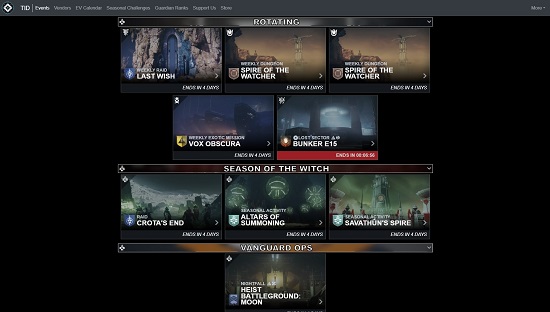 TID Events Vendors EV Calendar Seasonal Challenges Guardian Ranks Support Us Store More
ROTATING
WEEKLY RAID
LAST WISH
ENDS IN 4 DAYS
WEEKLY DUNGEON
SPIRE OF THE
WATCHER
ENDS IN 4 DAYS
WEEKLY DUNGEON
SPIRE OF THE
WATCHER
ENDS IN 4 DAYS
WEEKLY EXOTIC MISSION
VOX OBSCURA
ENDS IN 4 DAYS
LOST SECTOR
BUNKER E15
ENDS IN 00:06:56
SEASON OF THE WITCH
RAID
CROTA'S END
ENDS IN 4 DAYS
SEASONAL ACTIVITY
ALTARS OF
SUMMONING
ENDS IN 4 DAYS
SEASONAL ACTIVITY
SAVATHÛN'S SPIRE
ENDS IN 4 DAYS
VANGUARD OPS
NIGHTFALL
HEIST
BATTLEGROUND:
MOON